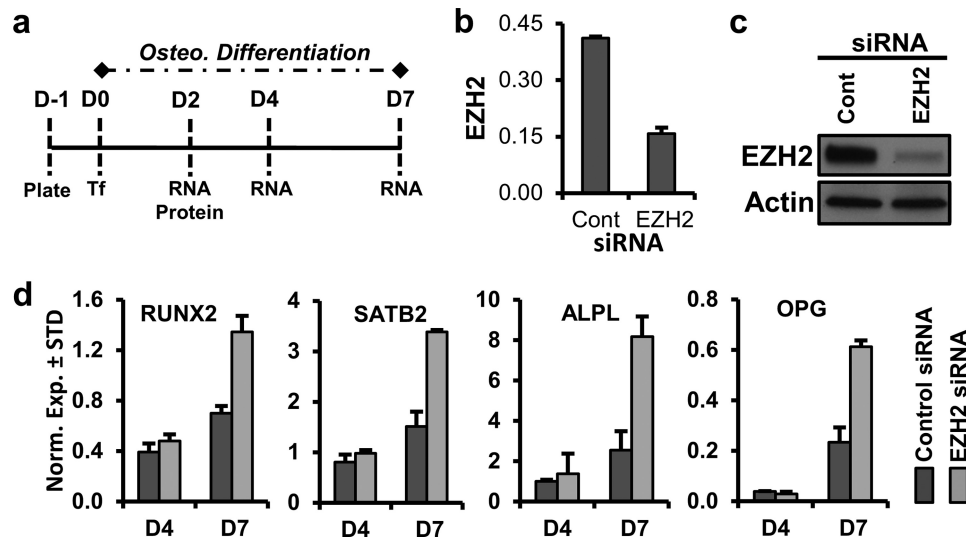 a
Osteo. Differentiation
D-1 D0 D2 D4 D7
Plate Tf RNA RNA RNA
Protein
b
EZH2
0.45
0.30
0.15
0.00
Cont EZH2
siRNA
c
siRNA
Cont EZH2
EZH2
Actin
d
Norm. Exp. ± STD
RUNX2
1.6
1.2
0.8
0.4
0.0
D4 D7
SATB2
4
3
2
1
0
D4 D7
ALPL
10
8
6
4
2
0
D4 D7
OPG
0.8
0.6
0.4
0.2
0.0
D4 D7
Control siRNA
EZH2 siRNA